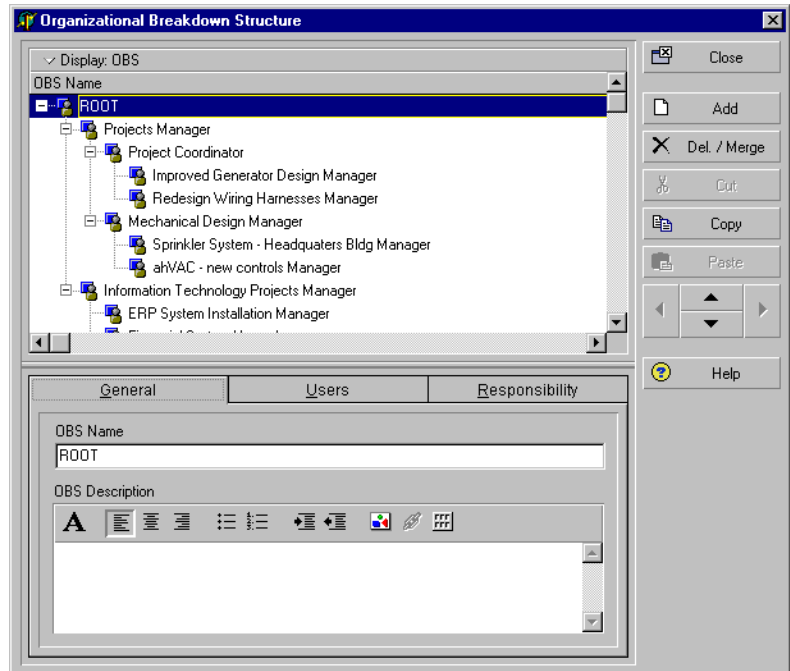 Organizational Breakdown Structure
Display: OBS
OBS Name
ROOT
Projects Manager
Project Coordinator
Improved Generator Design Manager
Redesign Wiring Harnesses Manager
Mechanical Design Manager
Sprinkler System - Headquaters Bldg Manager
ahVAC - new controls Manager
Information Technology Projects Manager
ERP System Installation Manager
Close
Add
Del. / Merge
Cut
Copy
Paste
Help
General Users Responsibility
OBS Name
ROOT
OBS Description
A